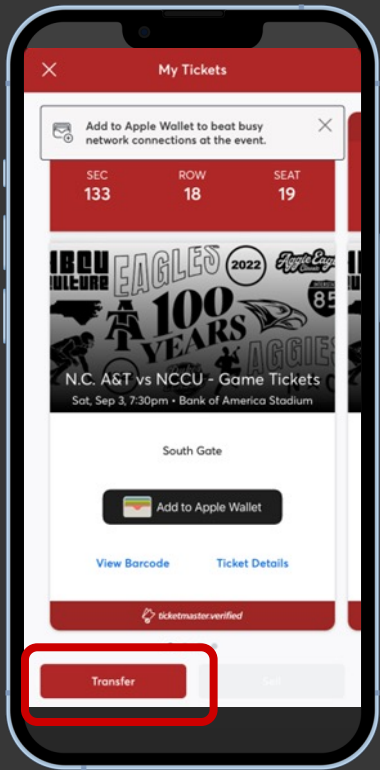 My Tickets
Add to Apple Wallet to beat busy
network connections at the event.
SEC ROW SEAT
133 18 19
HBCU
CULTURE
EAGLES
2022
Aggie Eagle
Classic
85
AT
100
YEARS
AGGIES
N.C. A&T vs NCCU - Game Tickets
Sat, Sep 3, 7:30pm • Bank of America Stadium
South Gate
Add to Apple Wallet
View Barcode Ticket Details
ticketmaster.verified
Transfer